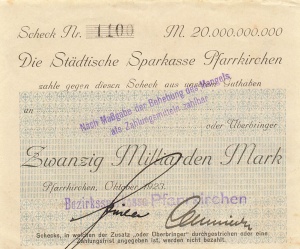 Scheck Nr. 1100 M. 20.000.000.000
Die Städtische Sparkasse Pfarrkirchen
zahle gegen diesen Scheck aus unserem Guthaben
Nach Maßgabe der Behebung des Mangels
als Zahlungsmittel zahlbar
an
oder Überbringer
Zwanzig Milliarden Mark
Pfarrkirchen, Oktober 1923.
Bezirkssparkasse Pfarrkirchen
Schecks, in welchen der Zusatz „oder Überbringer" durchgestrichen oder eine
Zahlungsfrist angegeben ist, werden nicht bezahlt.